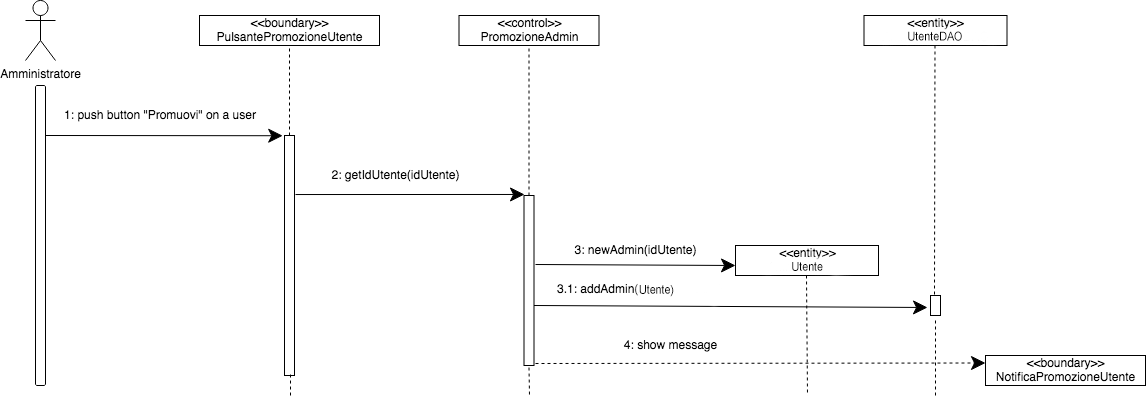 <<boundary>>
PulsantePromozioneUtente
<<control>>
PromozioneAdmin
<<entity>>
UtenteDAO
Amministratore
1: push button "Promuovi" on a user
2: getIdUtente(idUtente)
3: newAdmin(idUtente)
<<entity>>
Utente
3.1: addAdmin(Utente)
4: show message
<<boundary>>
NotificaPromozioneUtente